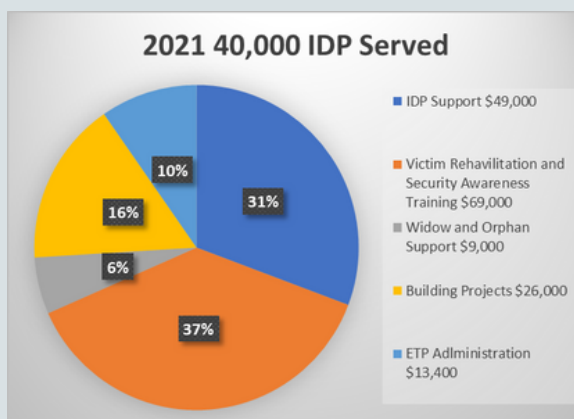 2021 40,000 IDP Served
10%
31%
16%
6%
37%
IDP Support $49,000
Victim Rehavilitation and
Security Awareness
Training $69,000
Widow and Orphan
Support $9,000
Building Projects $26,000
ETP Adlministration
$13,400